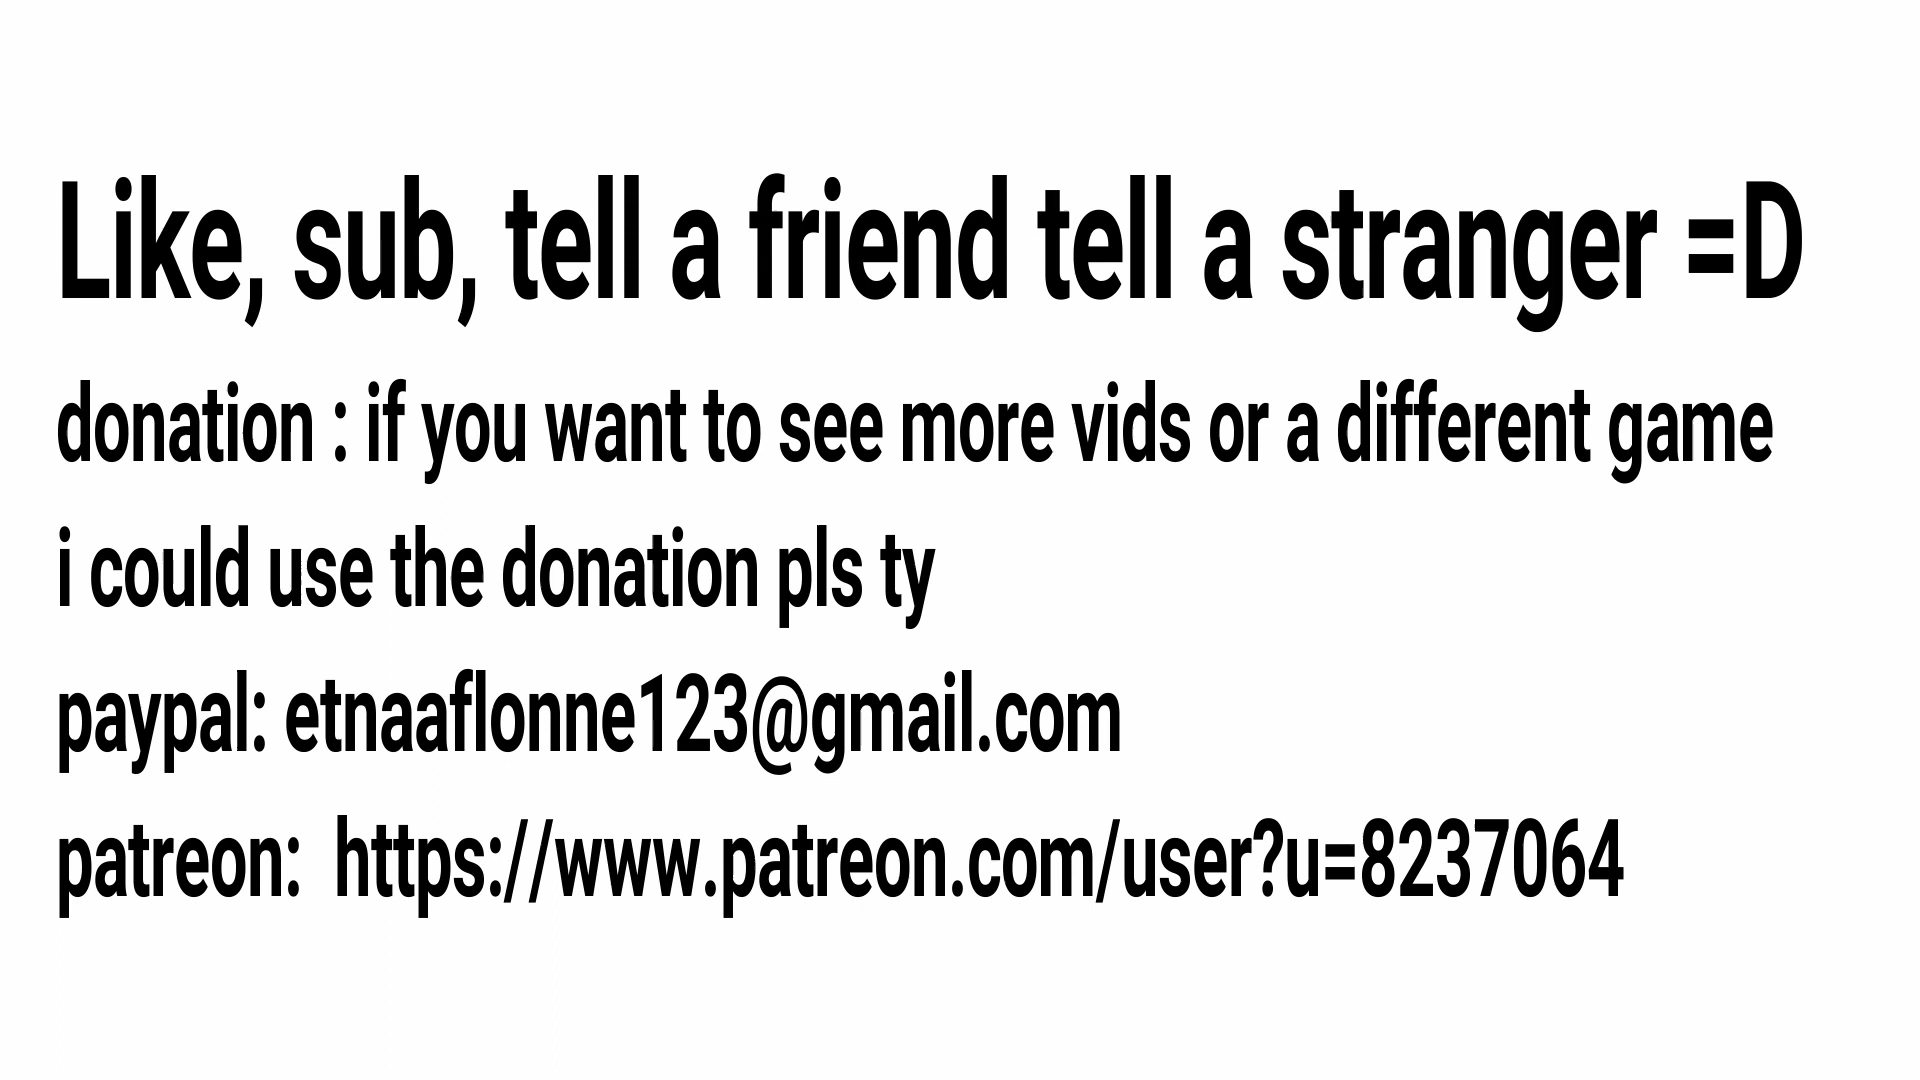 Like, sub, tell a friend tell a stranger =D
donation : if you want to see more vids or a different game
i could use the donation pls ty
paypal: etnaaflonne123@gmail.com
patreon:  https://www.patreon.com/user?u=8237064